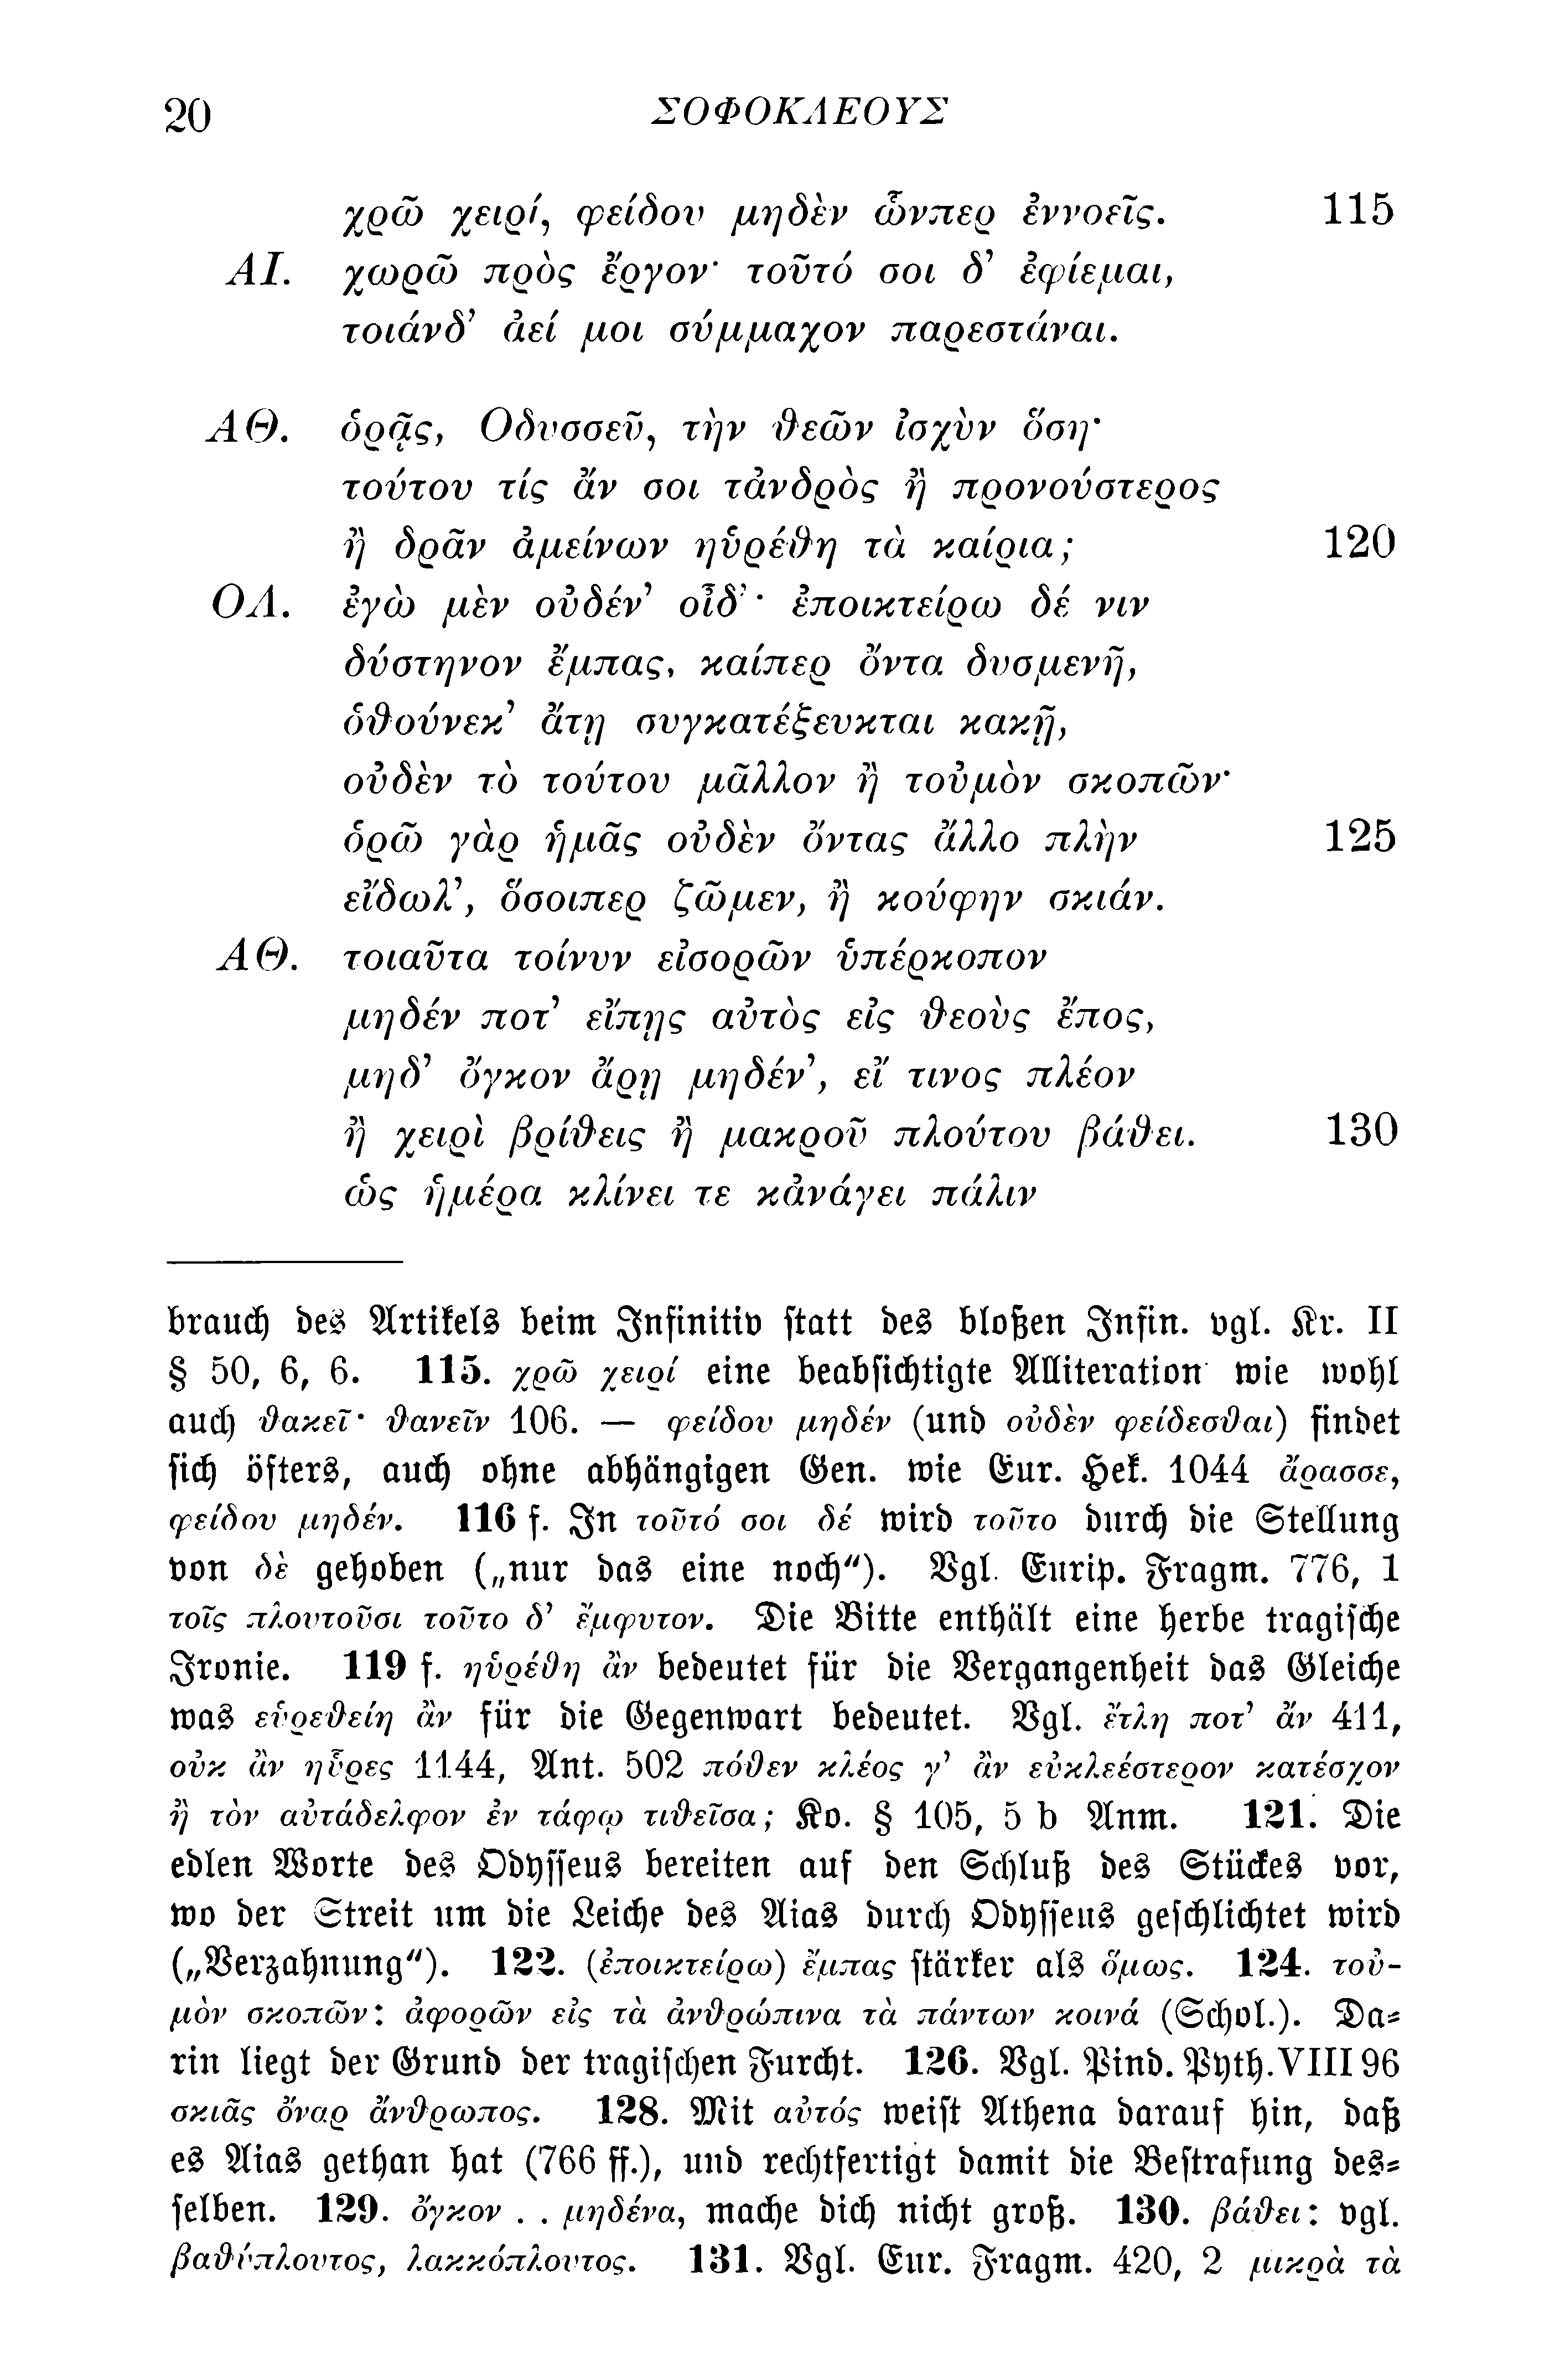 20 ΣΟΦΟΚΛΕΟΥΣ
χρῶ χειρί, φείδου μηδὲν ὧνπερ ἐννοεῖς. 115
ΑΙ. χωρῶ πρὸς ἔργον· τοῦτό σοι δ’ ἐφίεμαι,
τοιάνδ’ ἀεί μοι σύμμαχον παρεστάναι.
ΑΘ. ὁρᾷς, Ὀδυσσεῦ, τὴν θεῶν ἰσχὺν ὅση·
τούτου τίς ἄν σοι τἀνδρὸς ἢ προνούστερος
ἢ δρᾶν ἀμείνων ηὑρέθη τὰ καίρια; 120
ΟΔ. ἐγὼ μὲν οὐδέν’ οἶδ’· ἐποικτείρω δέ νιν
δύστηνον ἔμπας, καίπερ ὄντα δυσμενῆ,
ὁθούνεκ’ ἄτῃ συγκατέξευκται κακῇ,
οὐδὲν τὸ τούτου μᾶλλον ἢ τοὐμὸν σκοπῶν·
ὁρῶ γὰρ ἡμᾶς οὐδὲν ὄντας ἄλλο πλὴν 125
εἴδωλ’, ὅσοιπερ ζῶμεν, ἢ κούφην σκιάν.
ΑΘ. τοιαῦτα τοίνυν εἰσορῶν ὑπέρκοπον
μηδέν ποτ’ εἴπῃς αὐτὸς εἰς θεοὺς ἔπος,
μηδ’ ὄγκον ἄρῃ μηδέν’, εἴ τινος πλέον
ἢ χειρὶ βρίθεις ἢ μακροῦ πλούτου βάθει. 130
ὡς ἡμέρα κλίνει τε κἀνάγει πάλιν
brauch des Artikels beim Infinitiv statt des bloßen Infin. vgl. Kr. II
§ 50, 6, 6. 115. χρῶ χειρί eine beabsichtigte Alliteration wie wohl
auch θακεῖ· θανεῖν 106. — φείδου μηδέν (und οὐδὲν φείδεσθαι) findet
sich öfters, auch ohne abhängigen Gen. wie Eur. Hek. 1044 ἄρασσε,
φείδου μηδέν. 116 f. In τοῦτό σοι δέ wird τοῦτο durch die Stellung
von δὲ gehoben („nur das eine noch"). Vgl. Eurip. Fragm. 776, 1
τοῖς πλουτοῦσι τοῦτο δ’ ἔμφυτον. Die Bitte enthält eine herbe tragische
Ironie. 119 f. ηὑρέθη ἄν bedeutet für die Vergangenheit das Gleiche
was εὑρεθείη ἂν für die Gegenwart bedeutet. Vgl. ἔτλη ποτ’ ἄν 411,
οὐκ ἂν ηὗρες 1144, Ant. 502 πόθεν κλέος γ’ ἂν εὐκλεέστερον κατέσχον
ἢ τὸν αὐτάδελφον ἐν τάφῳ τιθεῖσα; Ko. § 105, 5 b Anm. 121. Die
edlen Worte des Odysseus bereiten auf den Schluß des Stückes vor,
wo der Streit um die Leiche des Aias durch Odysseus geschlichtet wird
(„Verzahnung"). 122. (ἐποικτείρω) ἔμπας stärker als ὅμως. 124. τοὐ-
μὸν σκοπῶν: ἀφορῶν εἰς τὰ ἀνθρώπινα τὰ πάντων κοινά (Schol.). Da-
rin liegt der Grund der tragischen Furcht. 126. Vgl. Pind. Pyth. VIII 96
σκιᾶς ὄναρ ἄνθρωπος. 128. Mit αὐτός weist Athena darauf hin, daß
es Aias gethan hat (766 ff.), und rechtfertigt damit die Bestrafung des-
selben. 129. ὄγκον . . μηδένα, mache dich nicht groß. 130. βάθει: vgl.
βαθύπλουτος, λακκόπλουτος. 131. Vgl. Eur. Fragm. 420, 2 μικρὰ τὰ